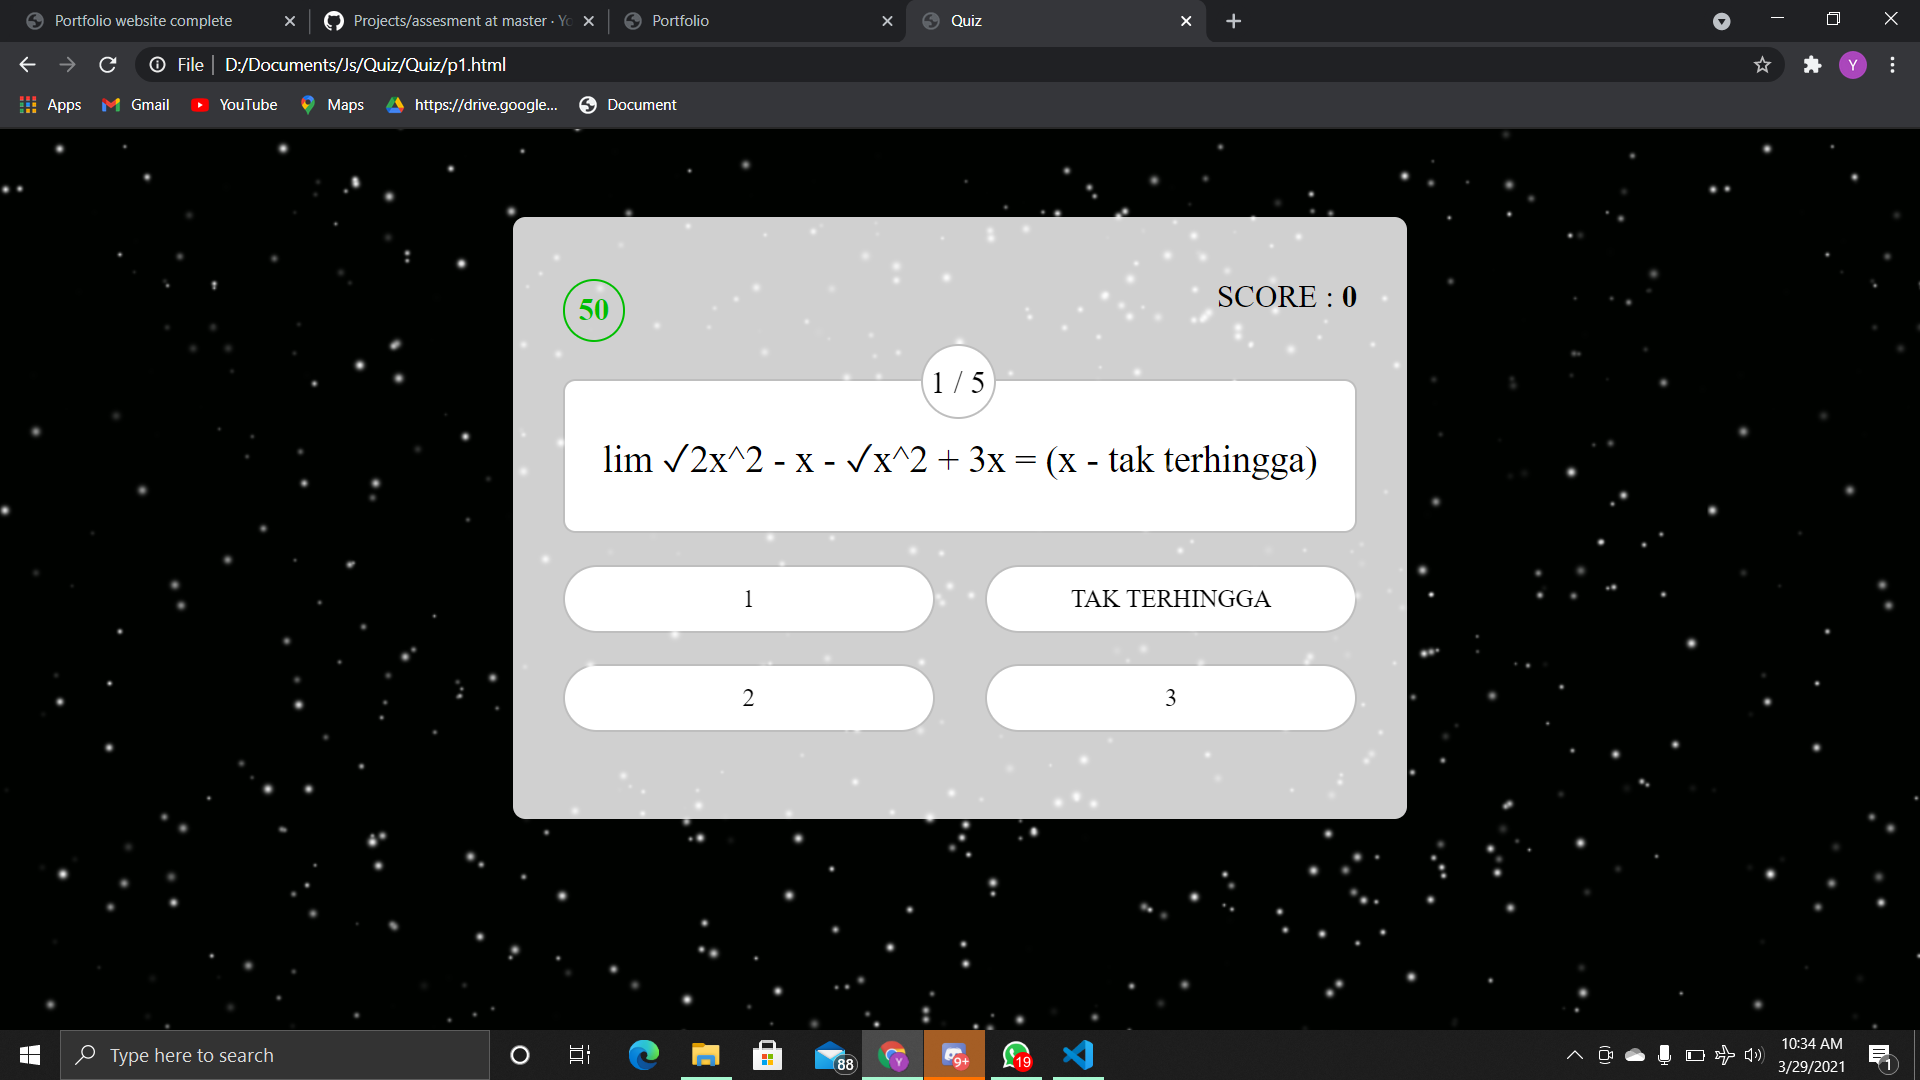 Portfolio website complete
Projects/assesment at master · Yo
Portfolio
Quiz
File
D:/Documents/Js/Quiz/Quiz/p1.html
Y
Apps
Gmail
YouTube
Maps
https://drive.google...
Document
50
SCORE : 0
1 / 5
lim ✓2x^2 - x - ✓x^2 + 3x = (x - tak terhingga)
1
TAK TERHINGGA
2
3
Type here to search
88
Y
9+
19
10:34 AM
3/29/2021
1